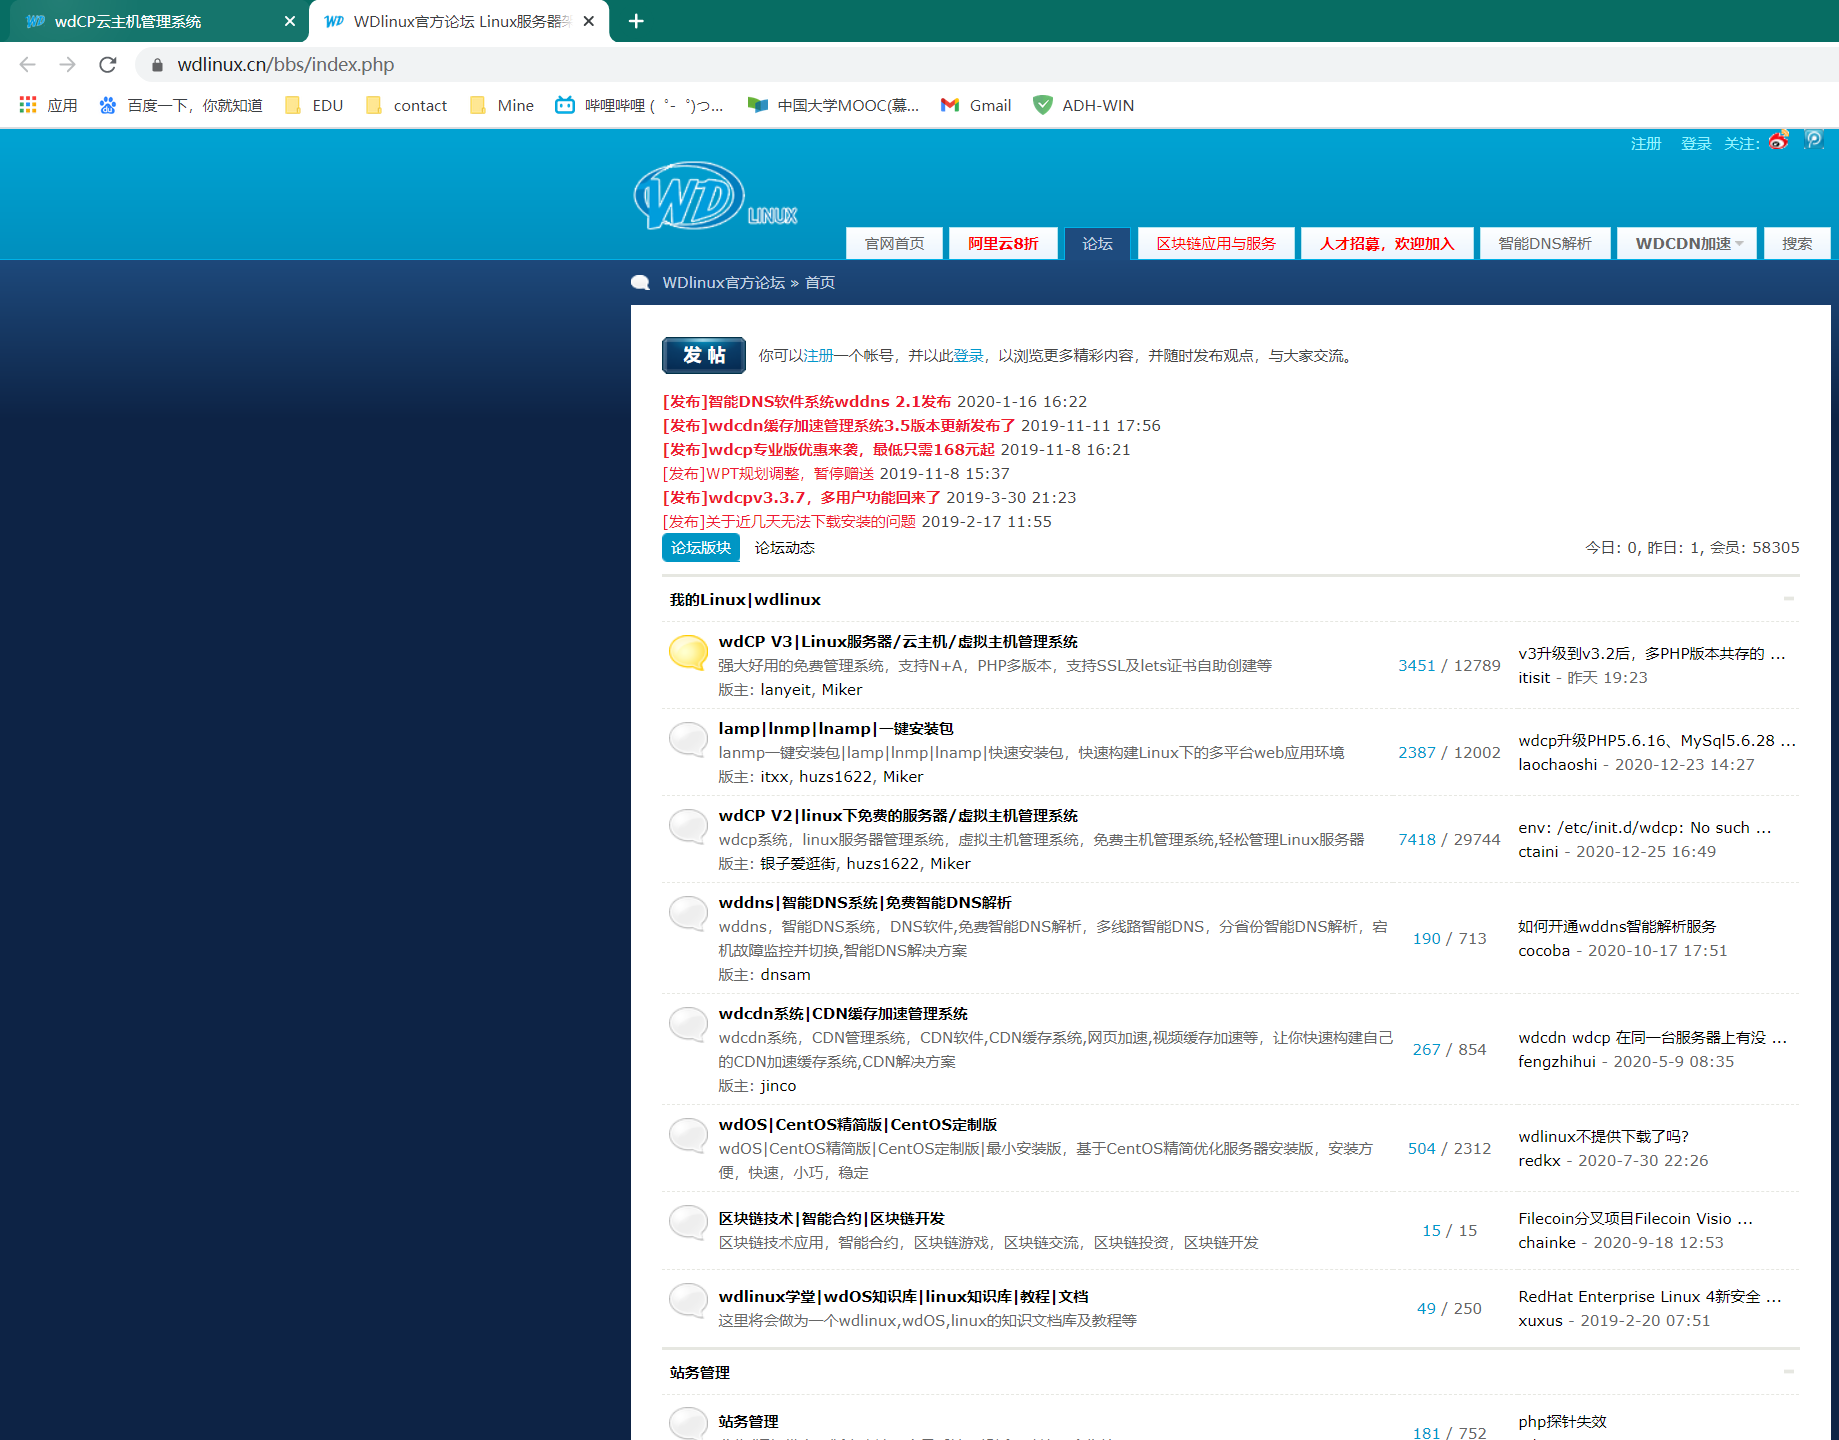 wdCP云主机管理系统
WDlinux官方论坛 Linux服务器架
wdlinux.cn/bbs/index.php
应用 百度一下，你就知道 EDU contact Mine 哔哩哔哩 ( ゜- ゜)つ... 中国大学MOOC(慕... Gmail ADH-WIN
注册 登录 关注:
WD LINUX
官网首页 阿里云8折 论坛 区块链应用与服务 人才招募，欢迎加入 智能DNS解析 WDCDN加速 搜索
WDlinux官方论坛 » 首页
发帖 你可以注册一个帐号，并以此登录，以浏览更多精彩内容，并随时发布观点，与大家交流。
[发布]智能DNS软件系统wddns 2.1发布 2020-1-16 16:22
[发布]wdcdn缓存加速管理系统3.5版本更新发布了 2019-11-11 17:56
[发布]wdcp专业版优惠来袭，最低只需168元起 2019-11-8 16:21
[发布]WPT规划调整，暂停赠送 2019-11-8 15:37
[发布]wdcpv3.3.7，多用户功能回来了 2019-3-30 21:23
[发布]关于近几天无法下载安装的问题 2019-2-17 11:55
论坛版块 论坛动态 今日: 0, 昨日: 1, 会员: 58305
我的Linux|wdlinux
wdCP V3|Linux服务器/云主机/虚拟主机管理系统
强大好用的免费管理系统，支持N+A，PHP多版本，支持SSL及lets证书自助创建等
版主: lanyeit, Miker
3451 / 12789
v3升级到v3.2后，多PHP版本共存的 ...
itisit - 昨天 19:23
lamp|lnmp|lnamp|一键安装包
lanmp一键安装包|lamp|lnmp|lnamp|快速安装包，快速构建Linux下的多平台web应用环境
版主: itxx, huzs1622, Miker
2387 / 12002
wdcp升级PHP5.6.16、MySql5.6.28 ...
laochaoshi - 2020-12-23 14:27
wdCP V2|linux下免费的服务器/虚拟主机管理系统
wdcp系统，linux服务器管理系统，虚拟主机管理系统，免费主机管理系统,轻松管理Linux服务器
版主: 银子爱逛街, huzs1622, Miker
7418 / 29744
env: /etc/init.d/wdcp: No such ...
ctaini - 2020-12-25 16:49
wddns|智能DNS系统|免费智能DNS解析
wddns，智能DNS系统，DNS软件,免费智能DNS解析，多线路智能DNS，分省份智能DNS解析，宕
机故障监控并切换,智能DNS解决方案
版主: dnsam
190 / 713
如何开通wddns智能解析服务
cocoba - 2020-10-17 17:51
wdcdn系统|CDN缓存加速管理系统
wdcdn系统，CDN管理系统，CDN软件,CDN缓存系统,网页加速,视频缓存加速等，让你快速构建自己
的CDN加速缓存系统,CDN解决方案
版主: jinco
267 / 854
wdcdn wdcp 在同一台服务器上有没 ...
fengzhihui - 2020-5-9 08:35
wdOS|CentOS精简版|CentOS定制版
wdOS|CentOS精简版|CentOS定制版|最小安装版，基于CentOS精简优化服务器安装版，安装方
便，快速，小巧，稳定
504 / 2312
wdlinux不提供下载了吗?
redkx - 2020-7-30 22:26
区块链技术|智能合约|区块链开发
区块链技术应用，智能合约，区块链游戏，区块链交流，区块链投资，区块链开发
15 / 15
Filecoin分叉项目Filecoin Visio ...
chainke - 2020-9-18 12:53
wdlinux学堂|wdOS知识库|linux知识库|教程|文档
这里将会做为一个wdlinux,wdOS,linux的知识文档库及教程等
49 / 250
RedHat Enterprise Linux 4新安全 ...
xuxus - 2019-2-20 07:51
站务管理
站务管理
181 / 752
php探针失效